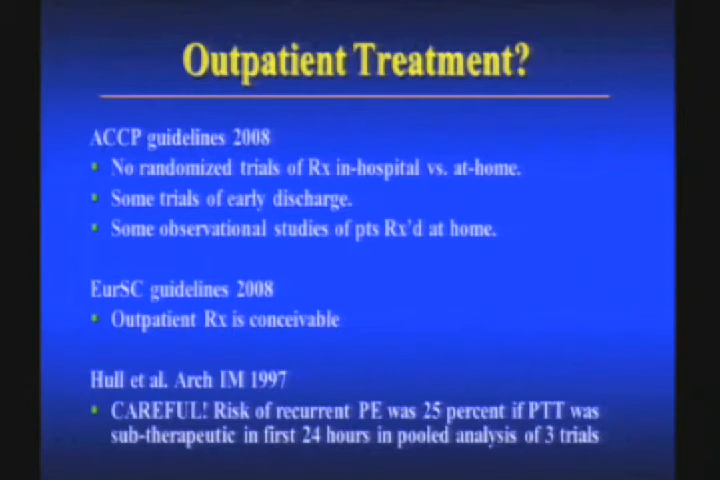 Outpatient Treatment?
ACCP guidelines 2008
No randomized trials of Rx in-hospital vs. at-home.
Some trials of early discharge.
Some observational studies of pts Rx'd at home.
EurSC guidelines 2008
Outpatient Rx is conceivable
Hull et al. Arch IM 1997
CAREFUL! Risk of recurrent PE was 25 percent if PTT was
sub-therapeutic in first 24 hours in pooled analysis of 3 trials